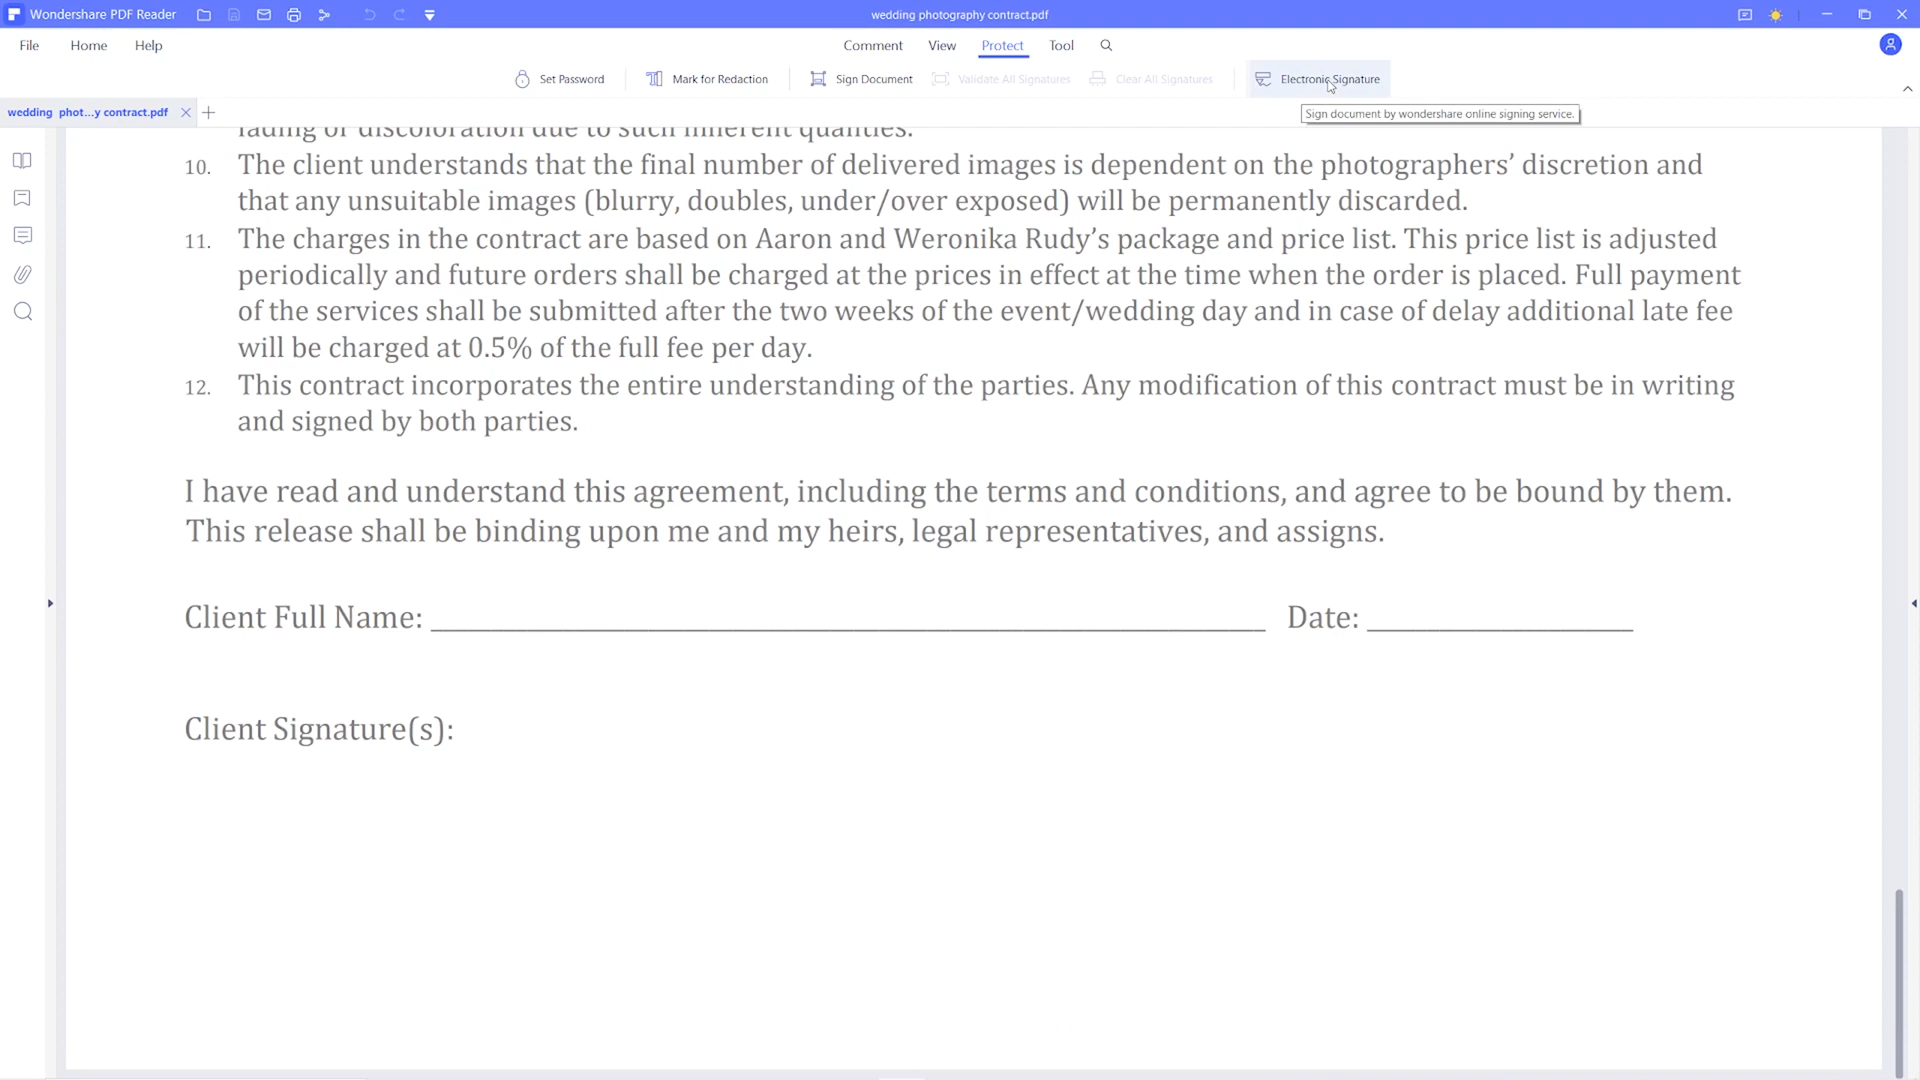 Wondershare PDF Reader
wedding photography contract.pdf
File Home Help Comment View Protect Tool
Set Password Mark for Redaction Sign Document Validate All Signatures Clear All Signatures Electronic Signature
wedding phot...y contract.pdf
Sign document by wondershare online signing service.
fading or discoloration due to such inherent qualities.
10. The client understands that the final number of delivered images is dependent on the photographers’ discretion and
that any unsuitable images (blurry, doubles, under/over exposed) will be permanently discarded.
11. The charges in the contract are based on Aaron and Weronika Rudy’s package and price list. This price list is adjusted
periodically and future orders shall be charged at the prices in effect at the time when the order is placed. Full payment
of the services shall be submitted after the two weeks of the event/wedding day and in case of delay additional late fee
will be charged at 0.5% of the full fee per day.
12. This contract incorporates the entire understanding of the parties. Any modification of this contract must be in writing
and signed by both parties.
I have read and understand this agreement, including the terms and conditions, and agree to be bound by them.
This release shall be binding upon me and my heirs, legal representatives, and assigns.
Client Full Name: Date:
Client Signature(s):